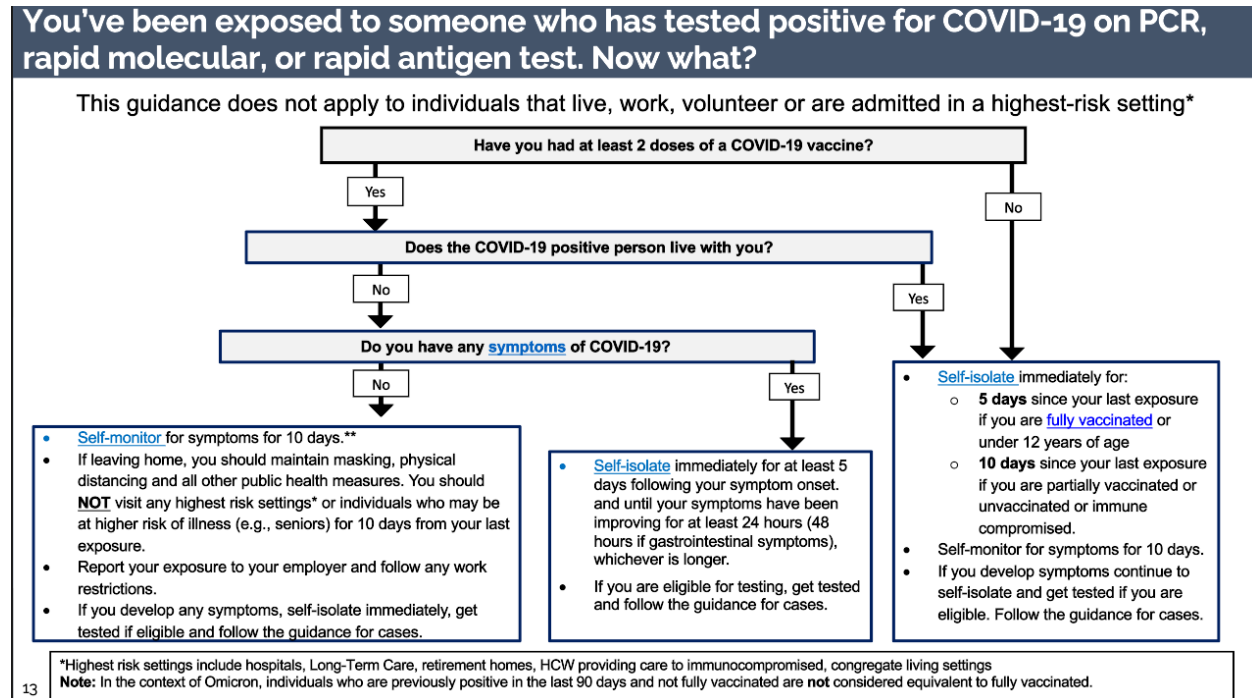 You've been exposed to someone who has tested positive for COVID-19 on PCR,
rapid molecular, or rapid antigen test. Now what?
This guidance does not apply to individuals that live, work, volunteer or are admitted in a highest-risk setting*
Have you had at least 2 doses of a COVID-19 vaccine?
Yes
No
Does the COVID-19 positive person live with you?
No
Yes
Do you have any symptoms of COVID-19?
No
Yes
• Self-monitor for symptoms for 10 days.**
• If leaving home, you should maintain masking, physical
distancing and all other public health measures. You should
NOT visit any highest risk settings* or individuals who may be
at higher risk of illness (e.g., seniors) for 10 days from your last
exposure.
• Report your exposure to your employer and follow any work
restrictions.
• If you develop any symptoms, self-isolate immediately, get
tested if eligible and follow the guidance for cases.
• Self-isolate immediately for at least 5
days following your symptom onset.
and until your symptoms have been
improving for at least 24 hours (48
hours if gastrointestinal symptoms),
whichever is longer.
• If you are eligible for testing, get tested
and follow the guidance for cases.
• Self-isolate immediately for:
o 5 days since your last exposure
if you are fully vaccinated or
under 12 years of age
o 10 days since your last exposure
if you are partially vaccinated or
unvaccinated or immune
compromised.
• Self-monitor for symptoms for 10 days.
• If you develop symptoms continue to
self-isolate and get tested if you are
eligible. Follow the guidance for cases.
*Highest risk settings include hospitals, Long-Term Care, retirement homes, HCW providing care to immunocompromised, congregate living settings
Note: In the context of Omicron, individuals who are previously positive in the last 90 days and not fully vaccinated are not considered equivalent to fully vaccinated.
13